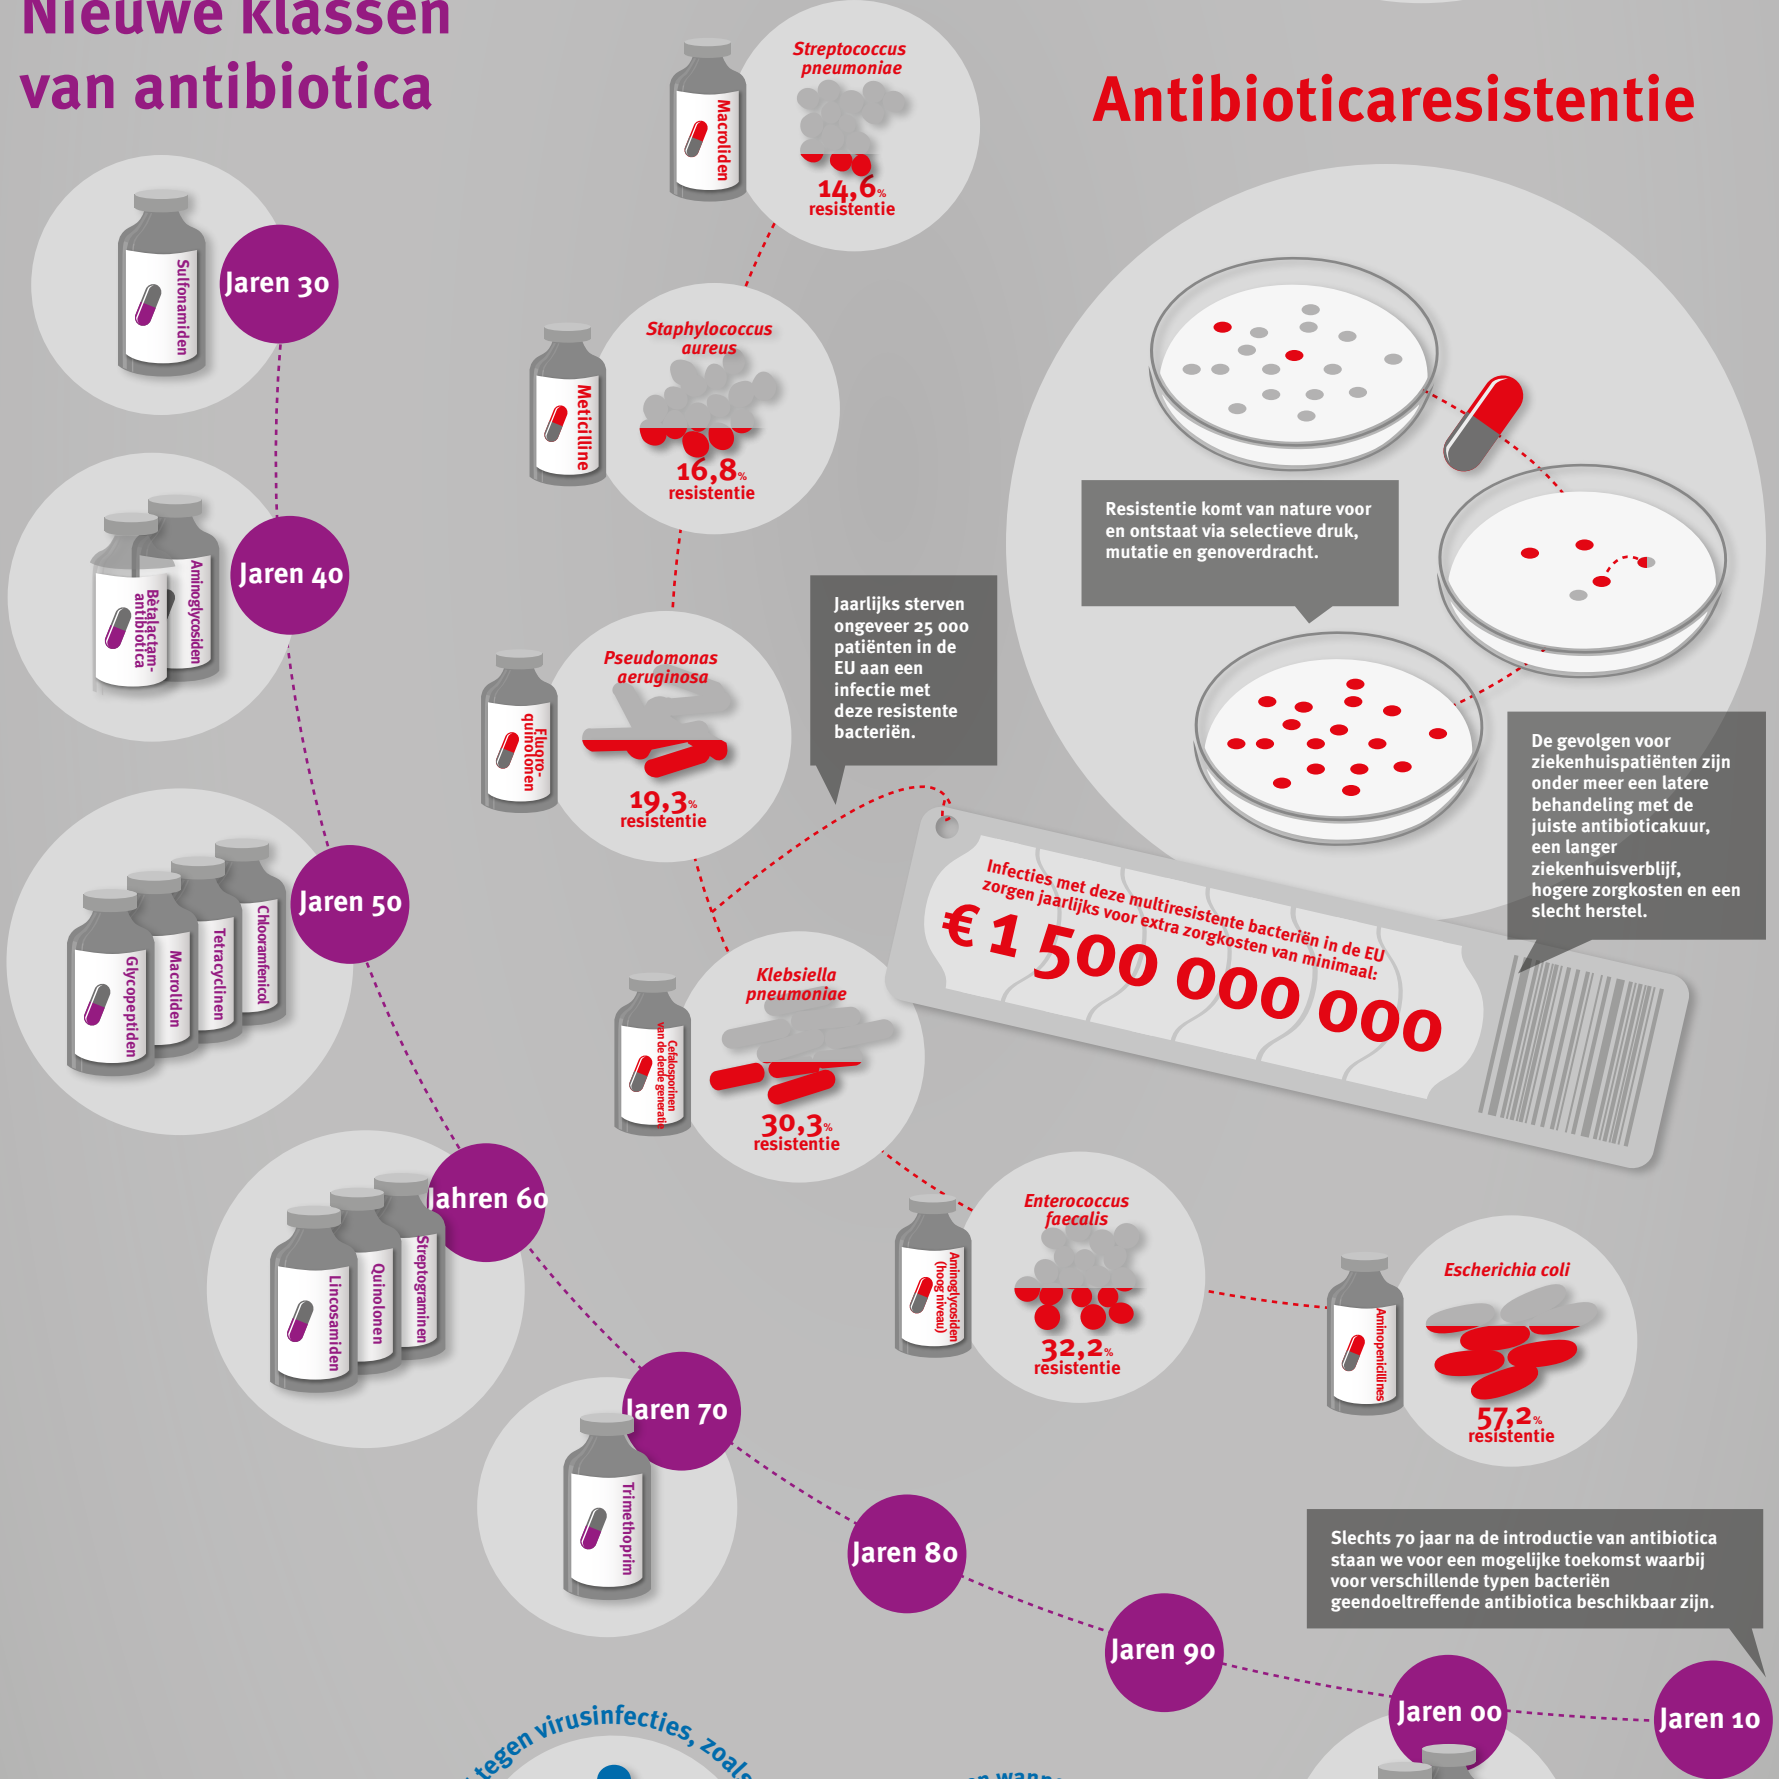 Nieuwe klassen
van antibiotica
Sulfonamiden
Jaren 30
Bètalactam-
antibiotica
Aminoglycosiden
Jaren 40
Glycopeptiden
Macroliden
Tetracyclinen
Chlooramfenicol
Jaren 50
Lincosamiden
Quinolonen
Streptograminen
Jahren 60
Trimethoprim
Jaren 70
Jaren 80
Jaren 90
Jaren 00
Jaren 10
Macroliden
Streptococcus
pneumoniae
14,6%
resistentie
Meticilline
Staphylococcus
aureus
16,8%
resistentie
Fluoro-
quinolonen
Pseudomonas
aeruginosa
19,3%
resistentie
Cefalosporinen
van de derde generatie
Klebsiella
pneumoniae
30,3%
resistentie
Aminoglycosiden
(hoog niveau)
Enterococcus
faecalis
32,2%
resistentie
Aminopenicillines
Escherichia coli
57,2%
resistentie
Jaarlijks sterven
ongeveer 25 000
patiënten in de
EU aan een
infectie met
deze resistente
bacteriën.
Antibioticaresistentie
Resistentie komt van nature voor
en ontstaat via selectieve druk,
mutatie en genoverdracht.
De gevolgen voor
ziekenhuispatiënten zijn
onder meer een latere
behandeling met de
juiste antibioticakuur,
een langer
ziekenhuisverblijf,
hogere zorgkosten en een
slecht herstel.
Infecties met deze multiresistente bacteriën in de EU
zorgen jaarlijks voor extra zorgkosten van minimaal:
€ 1 500 000 000
Slechts 70 jaar na de introductie van antibiotica
staan we voor een mogelijke toekomst waarbij
voor verschillende typen bacteriën
geendoeltreffende antibiotica beschikbaar zijn.
tegen virusinfecties, zoals